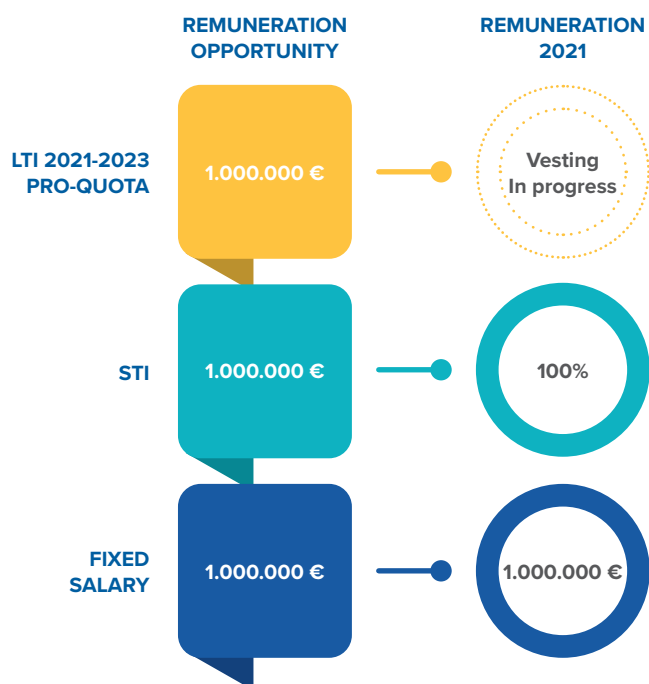 REMUNERATION
OPPORTUNITY
REMUNERATION
2021
LTI 2021-2023
PRO-QUOTA
1.000.000 €
Vesting
In progress
STI
1.000.000 €
100%
FIXED
SALARY
1.000.000 €
1.000.000 €